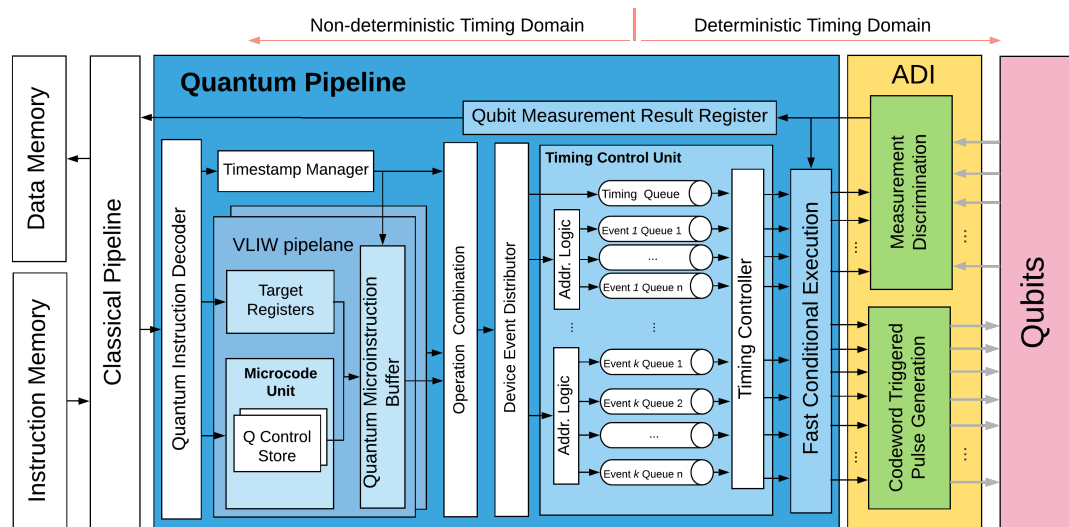 Non-deterministic Timing Domain
Deterministic Timing Domain
Data Memory
Instruction Memory
Classical Pipeline
Quantum Pipeline
Qubit Measurement Result Register
Quantum Instruction Decoder
Timestamp Manager
VLIW pipelane
Target
Registers
Microcode
Unit
Q Control
Store
Quantum Microinstruction
Buffer
Operation Combination
Device Event Distributor
Timing Control Unit
Timing Queue
Addr. Logic
Event 1 Queue 1
...
Event 1 Queue n
...
...
Addr. Logic
Event k Queue 1
Event k Queue 2
...
Event k Queue n
Timing Controller
Fast Conditional Execution
ADI
Measurement
Discrimination
...
...
Codeword Triggered
Pulse Generation
...
...
Qubits